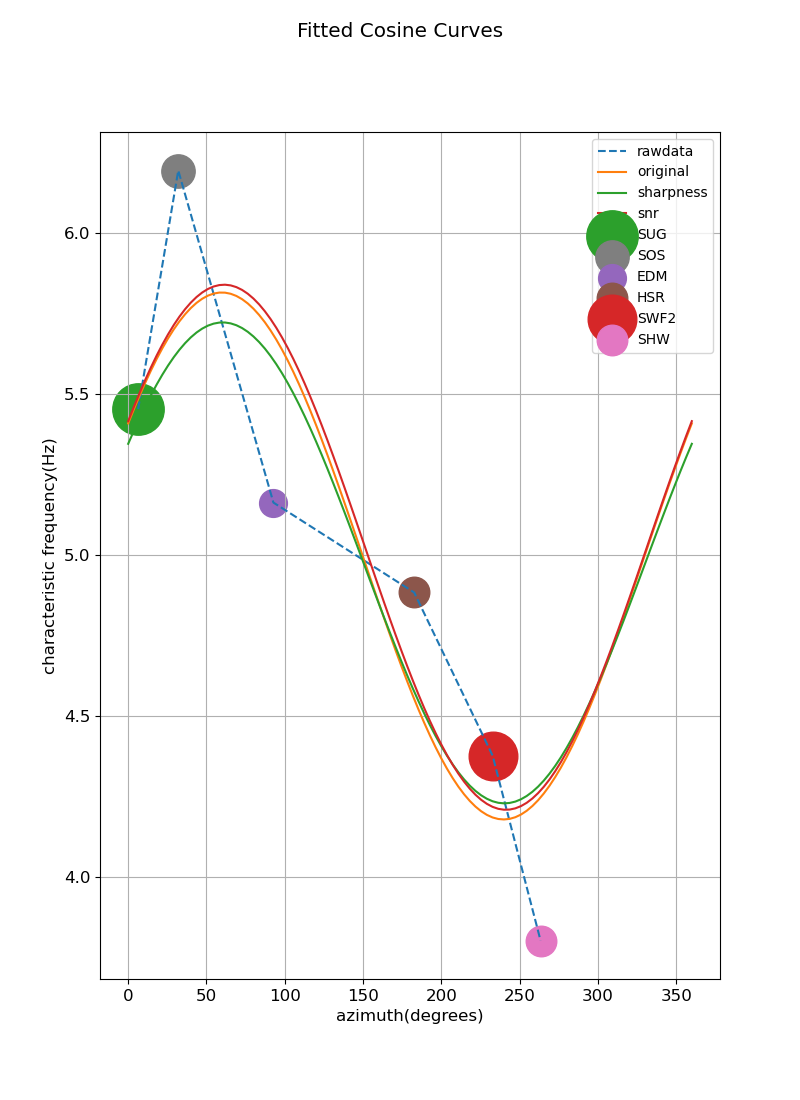 Fitted Cosine Curves
rawdata
original
sharpness
snr
SUG
SOS
EDM
HSR
SWF2
SHW
6.0
5.5
5.0
4.5
4.0
characteristic frequency(Hz)
0 50 100 150 200 250 300 350
azimuth(degrees)